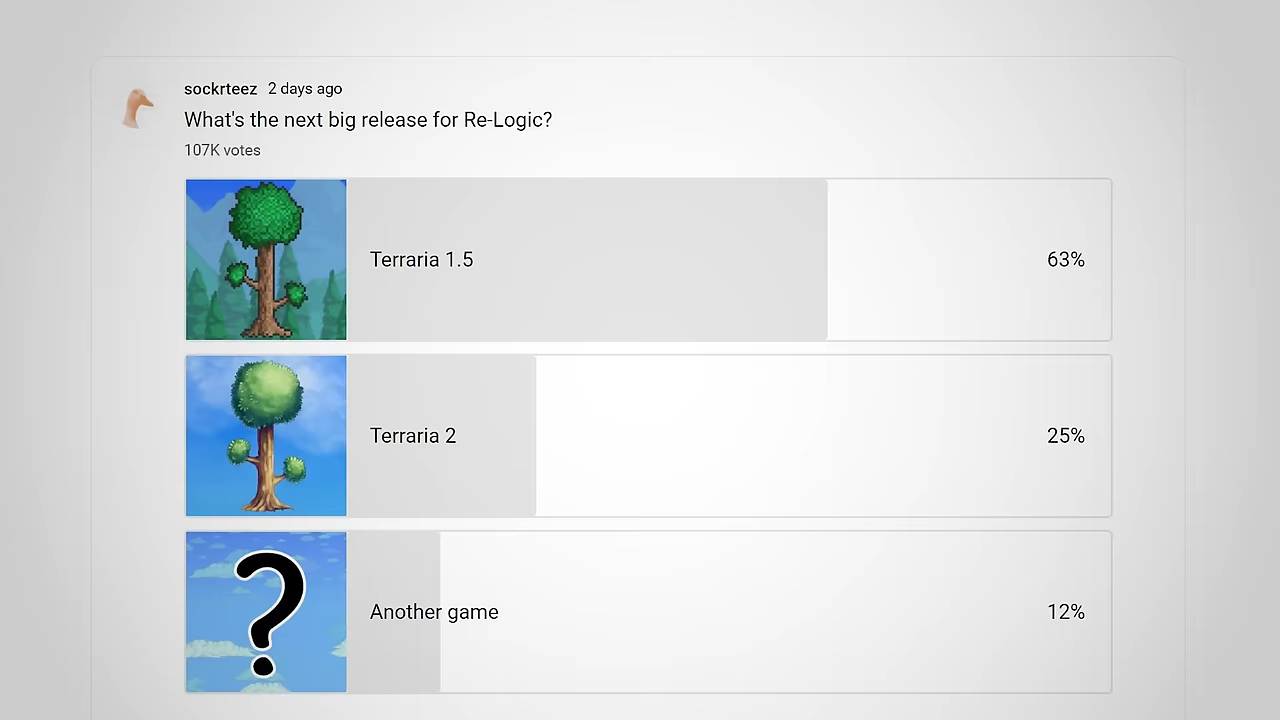 sockrteez 2 days ago
What's the next big release for Re-Logic?
107K votes
Terraria 1.5 63%
Terraria 2 25%
? Another game 12%